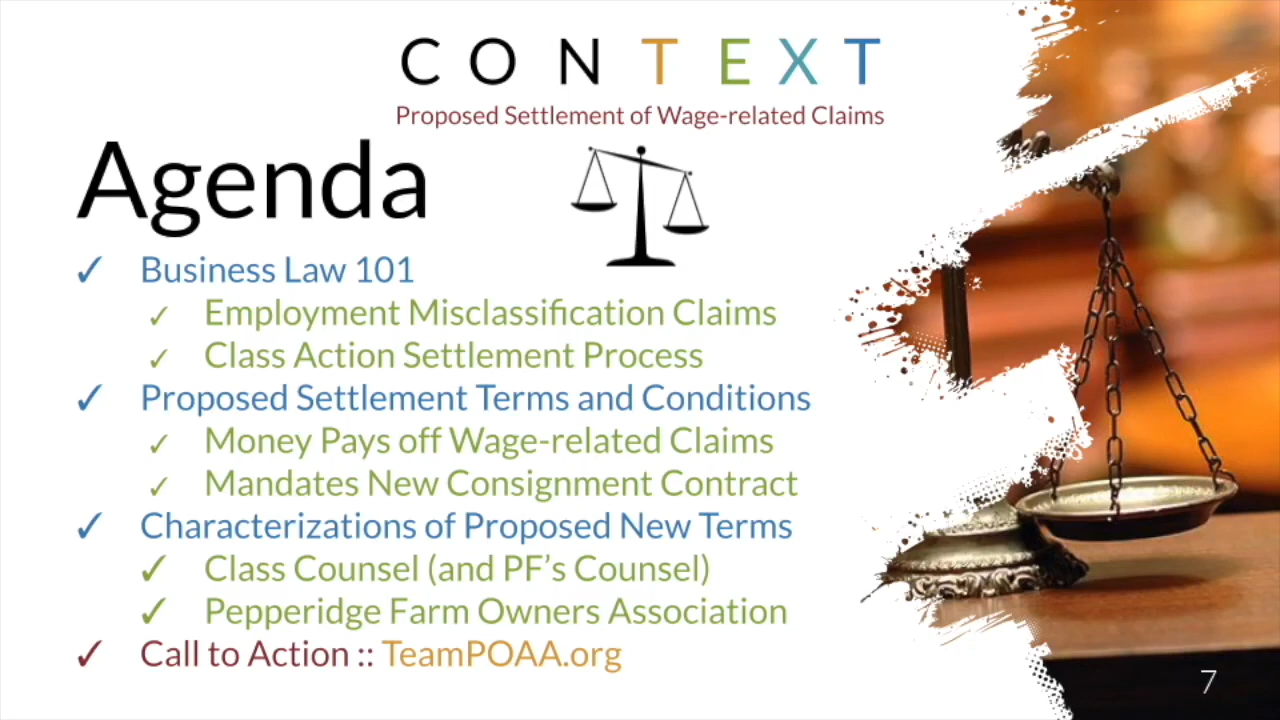 CONTEXT
Proposed Settlement of Wage-related Claims
Agenda
✓ Business Law 101
✓ Employment Misclassification Claims
✓ Class Action Settlement Process
✓ Proposed Settlement Terms and Conditions
✓ Money Pays off Wage-related Claims
✓ Mandates New Consignment Contract
✓ Characterizations of Proposed New Terms
✓ Class Counsel (and PF’s Counsel)
✓ Pepperidge Farm Owners Association
✓ Call to Action :: TeamPOAA.org
7